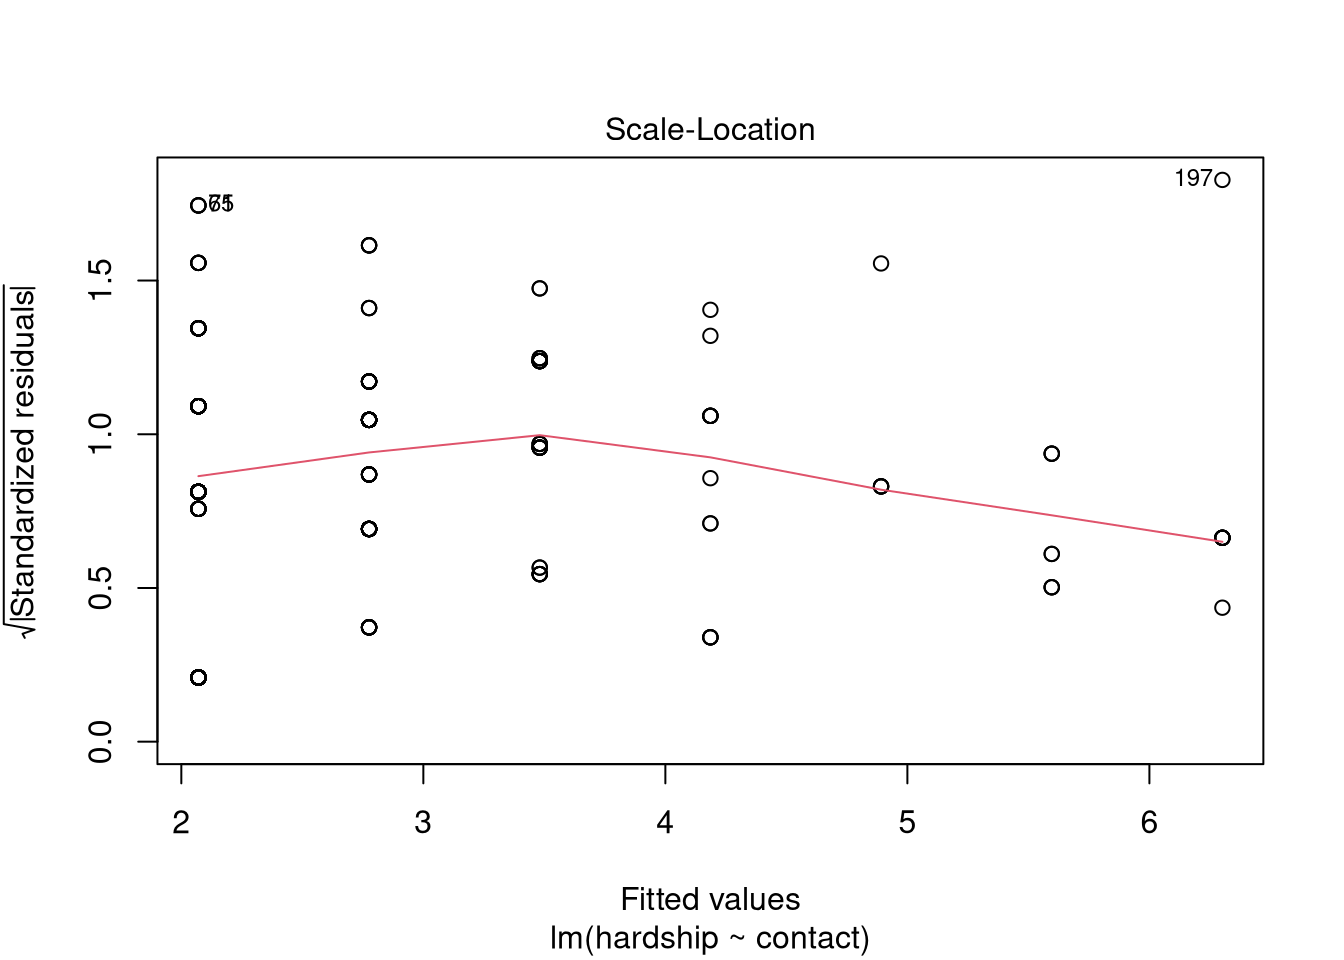 Scale-Location
197
√|Standardized residuals|
0.0 0.5 1.0 1.5
2 3 4 5 6
Fitted values
lm(hardship ~ contact)